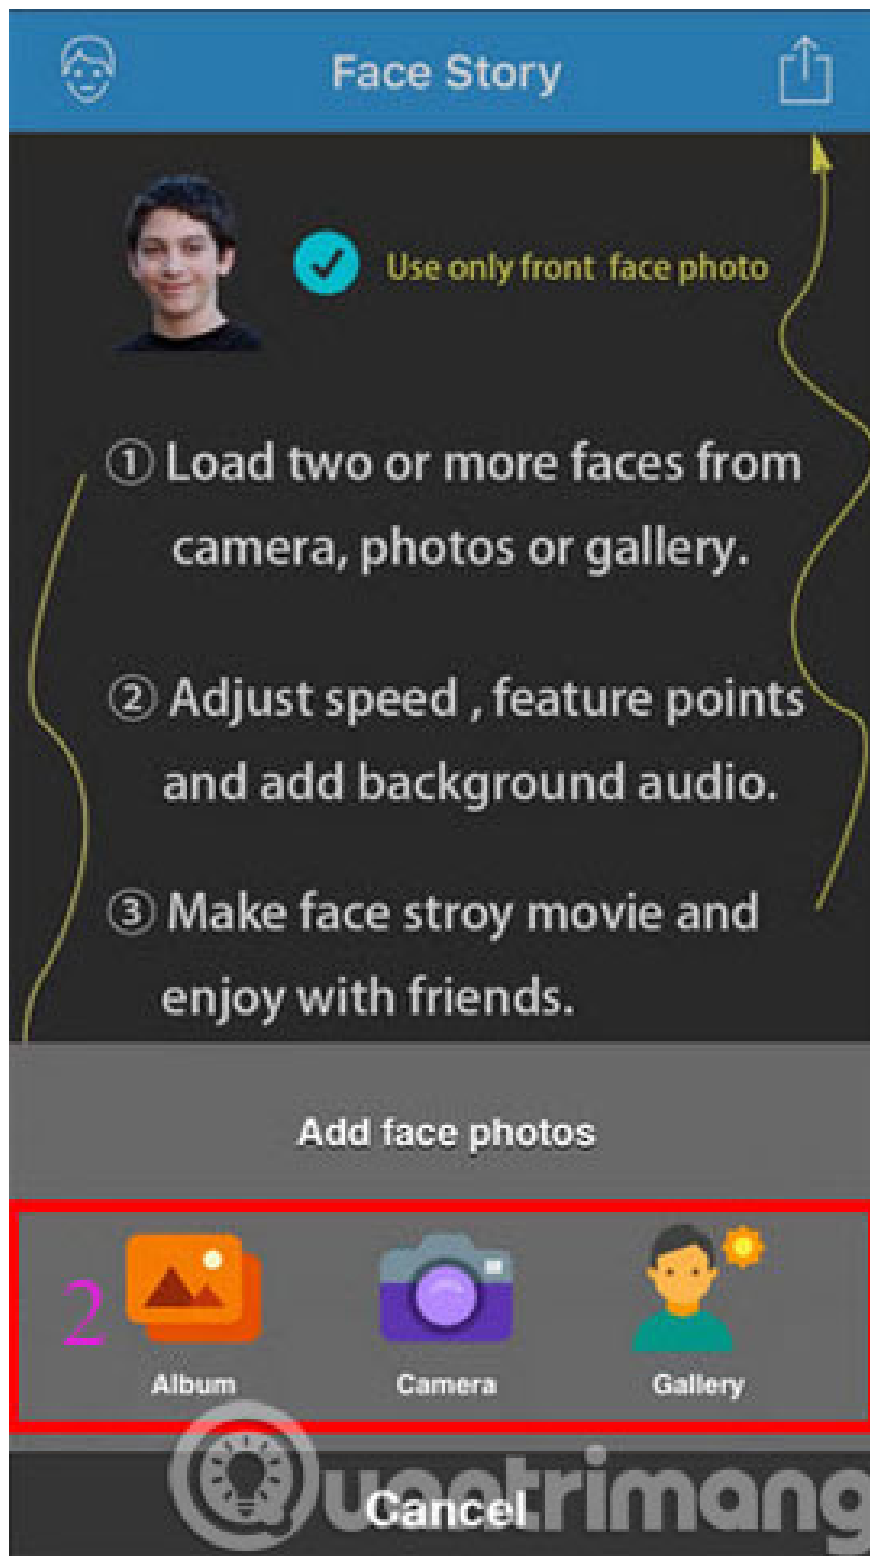 Face Story
Use only front face photo
① Load two or more faces from
camera, photos or gallery.
② Adjust speed , feature points
and add background audio.
③ Make face stroy movie and
enjoy with friends.
Add face photos
2
Album Camera Gallery
Quantrimang
Cancel